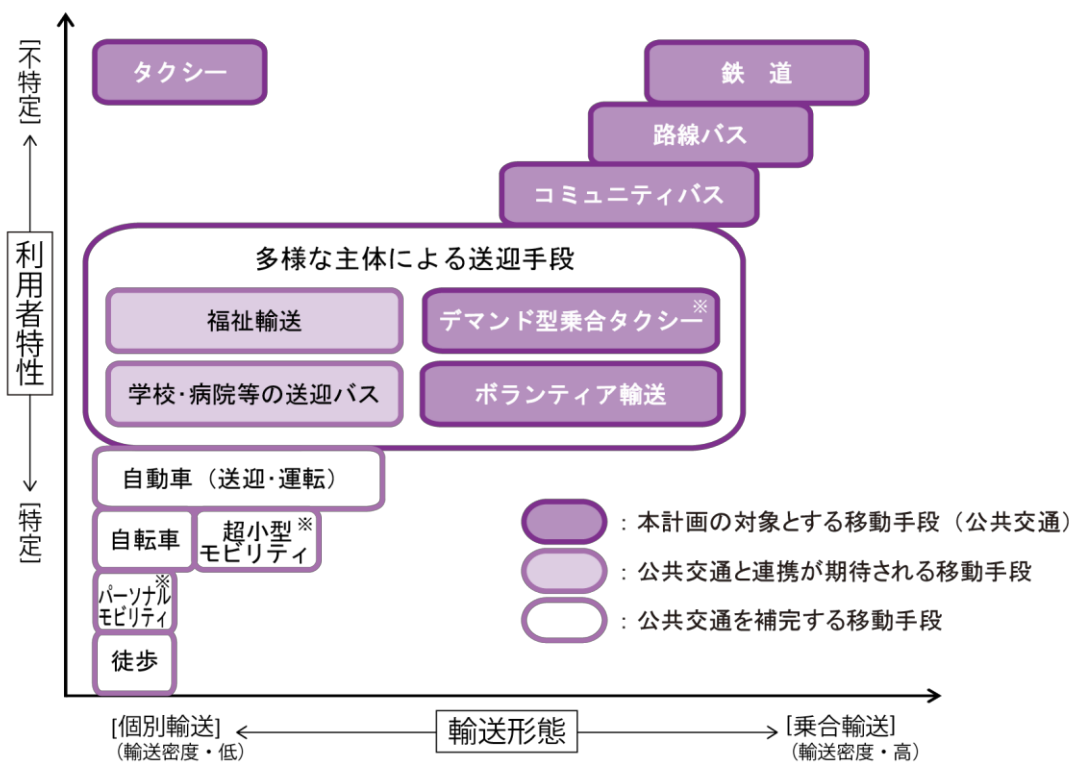 [不特定]
利用者特性
[特定]
タクシー
鉄　道
路線バス
コミュニティバス
多様な主体による送迎手段
福祉輸送
デマンド型乗合タクシー※
学校・病院等の送迎バス
ボランティア輸送
自動車（送迎・運転）
自転車
超小型※
モビリティ
パーソナル※
モビリティ
徒歩
：本計画の対象とする移動手段（公共交通）
：公共交通と連携が期待される移動手段
：公共交通を補完する移動手段
[個別輸送]
（輸送密度・低）
輸送形態
[乗合輸送]
（輸送密度・高）